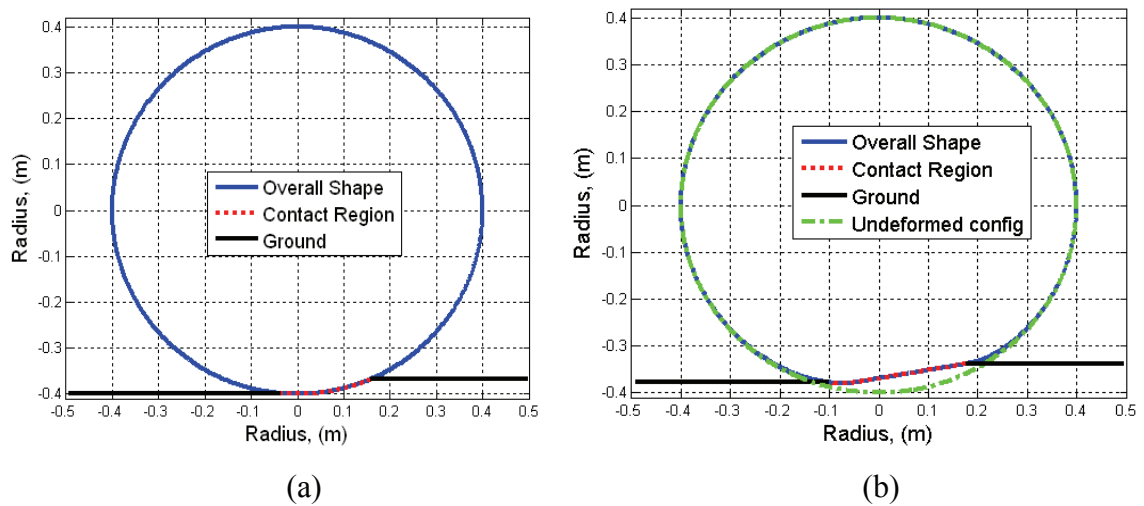 0.4
0.3
0.2
0.1
0
-0.1
-0.2
-0.3
-0.4
Radius, (m)
Overall Shape
Contact Region
Ground
-0.5 -0.4 -0.3 -0.2 -0.1 0 0.1 0.2 0.3 0.4 0.5
Radius, (m)
(a)
0.4
0.3
0.2
0.1
0
-0.1
-0.2
-0.3
-0.4
Radius, (m)
Overall Shape
Contact Region
Ground
Undeformed config
-0.5 -0.4 -0.3 -0.2 -0.1 0 0.1 0.2 0.3 0.4 0.5
Radius, (m)
(b)